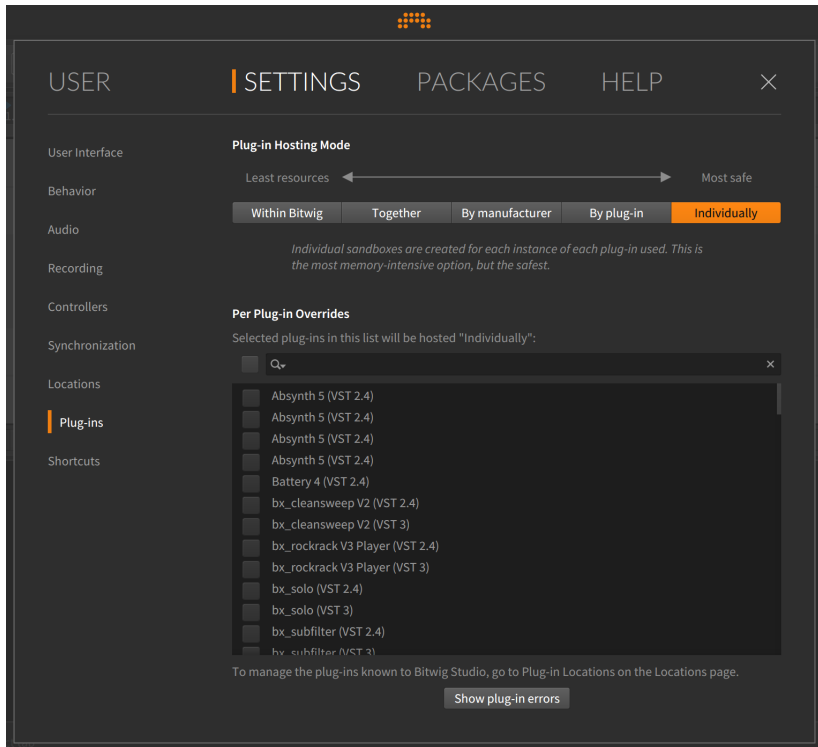 USER
SETTINGS
PACKAGES
HELP
User Interface
Behavior
Audio
Recording
Controllers
Synchronization
Locations
Plug-ins
Shortcuts
Plug-in Hosting Mode
Least resources
Most safe
Within Bitwig
Together
By manufacturer
By plug-in
Individually
Individual sandboxes are created for each instance of each plug-in used. This is
the most memory-intensive option, but the safest.
Per Plug-in Overrides
Selected plug-ins in this list will be hosted "Individually":
Absynth 5 (VST 2.4)
Absynth 5 (VST 2.4)
Absynth 5 (VST 2.4)
Absynth 5 (VST 2.4)
Battery 4 (VST 2.4)
bx_cleansweep V2 (VST 2.4)
bx_cleansweep V2 (VST 3)
bx_rockrack V3 Player (VST 2.4)
bx_rockrack V3 Player (VST 3)
bx_solo (VST 2.4)
bx_solo (VST 3)
bx_subfilter (VST 2.4)
bx_subfilter (VST 3)
To manage the plug-ins known to Bitwig Studio, go to Plug-in Locations on the Locations page.
Show plug-in errors